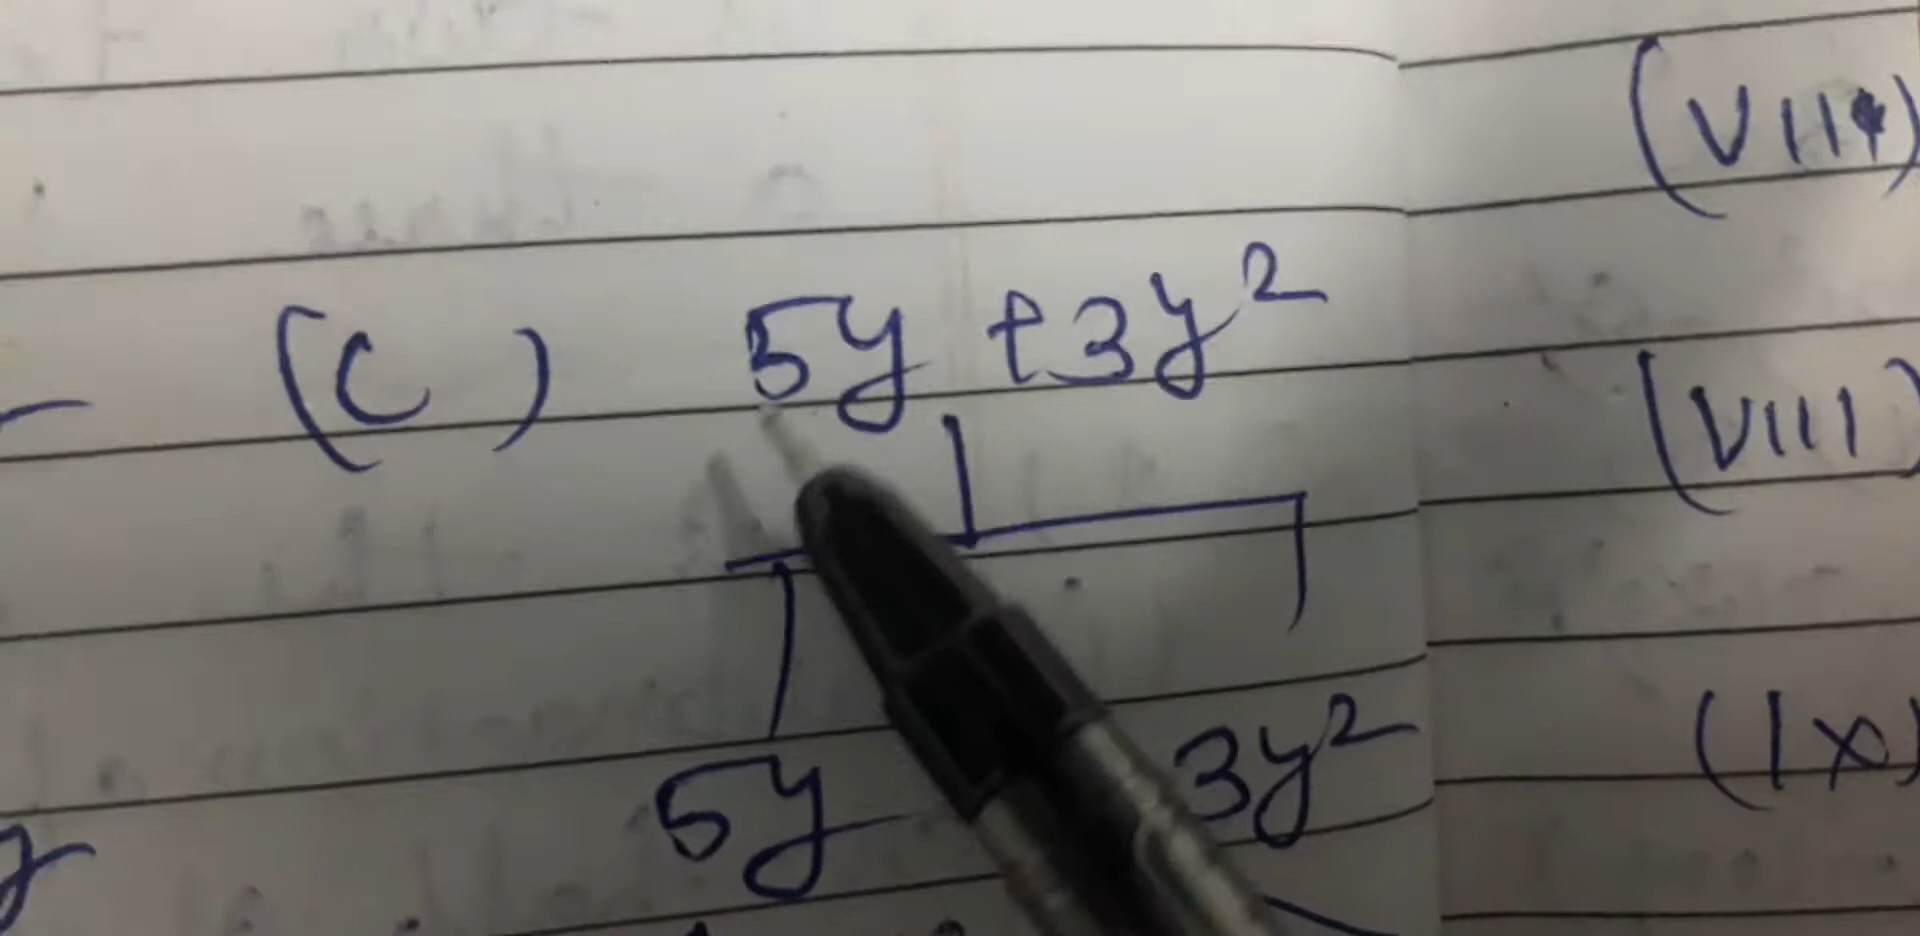 (VIII)
(C) 5y + 3y²
(VIII)
5y 3y²
(IX)
y